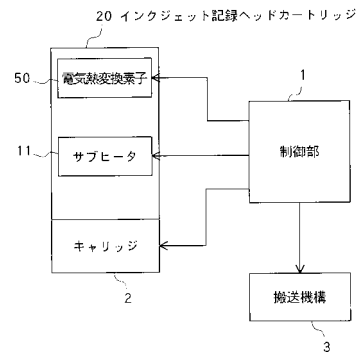 20 インクジェット記録ヘッドカートリッジ
50
電気熱変換素子
1
11
サブヒータ
制御部
キャリッジ
2
搬送機構
3